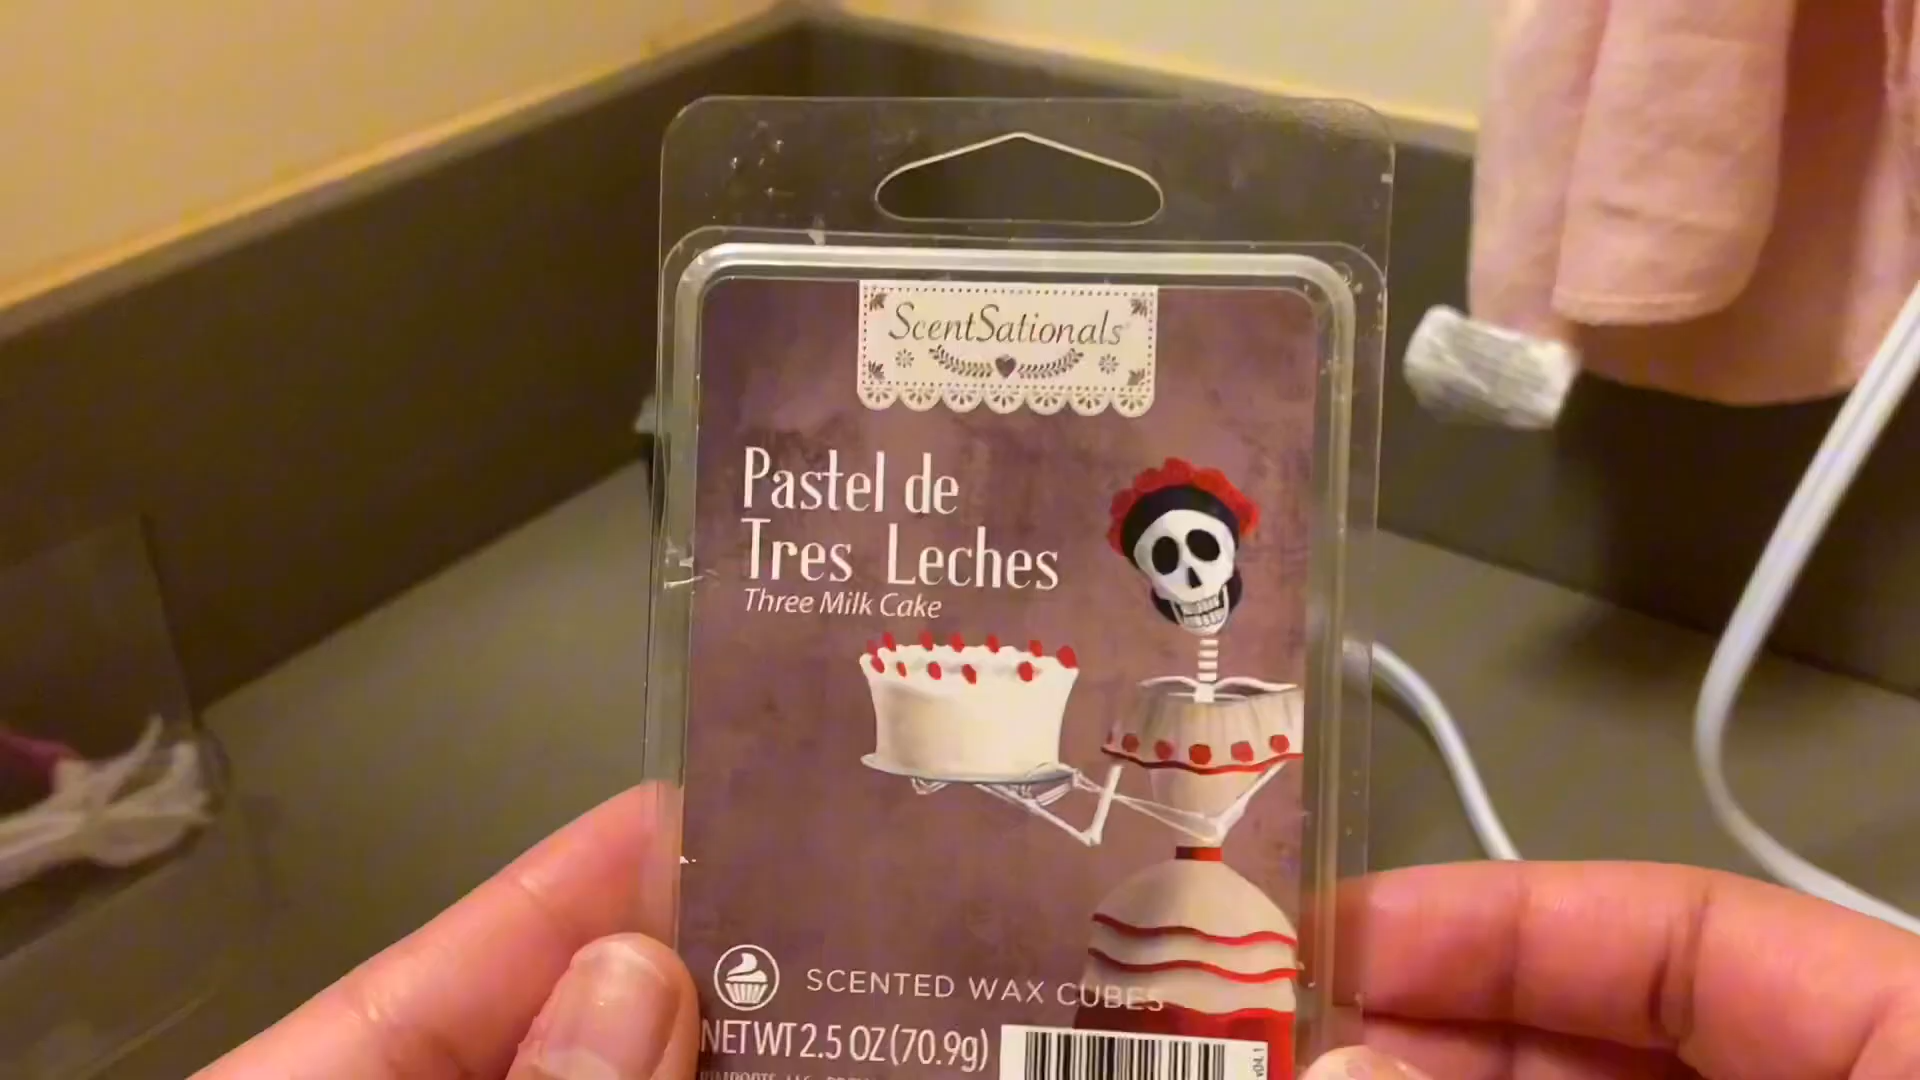 ScentSationals
Pastel de
Tres Leches
Three Milk Cake
SCENTED WAX CUBES
NET WT 2.5 OZ (70.9g)